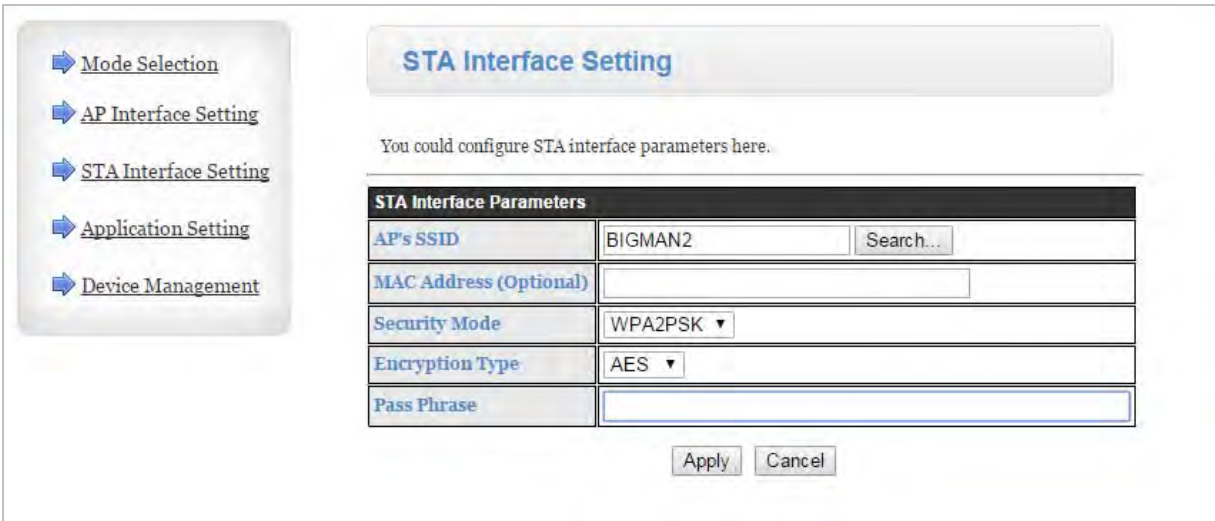 Mode Selection
AP Interface Setting
STA Interface Setting
Application Setting
Device Management
STA Interface Setting
You could configure STA interface parameters here.
STA Interface Parameters
AP's SSID BIGMAN2 Search...
MAC Address (Optional)
Security Mode WPA2PSK
Encryption Type AES
Pass Phrase
Apply Cancel